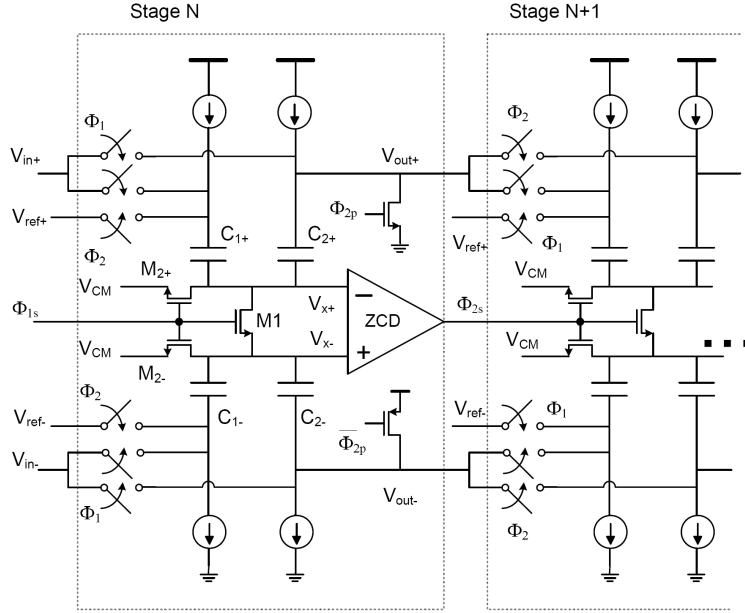 Stage N
Stage N+1
Φ1
Φ2
Vin+
Vout+
Vref+
Φ2p
Vref+
Φ1
Φ2
C1+
C2+
M2+
VCM
VCM
Φ1s
M1
Vx+
ZCD
Φ2s
VCM
Vx-
VCM
M2-
Φ2
C1-
C2-
Vref-
Φ2p
Vref-
Φ1
Vin-
Φ1
Vout-
Φ2